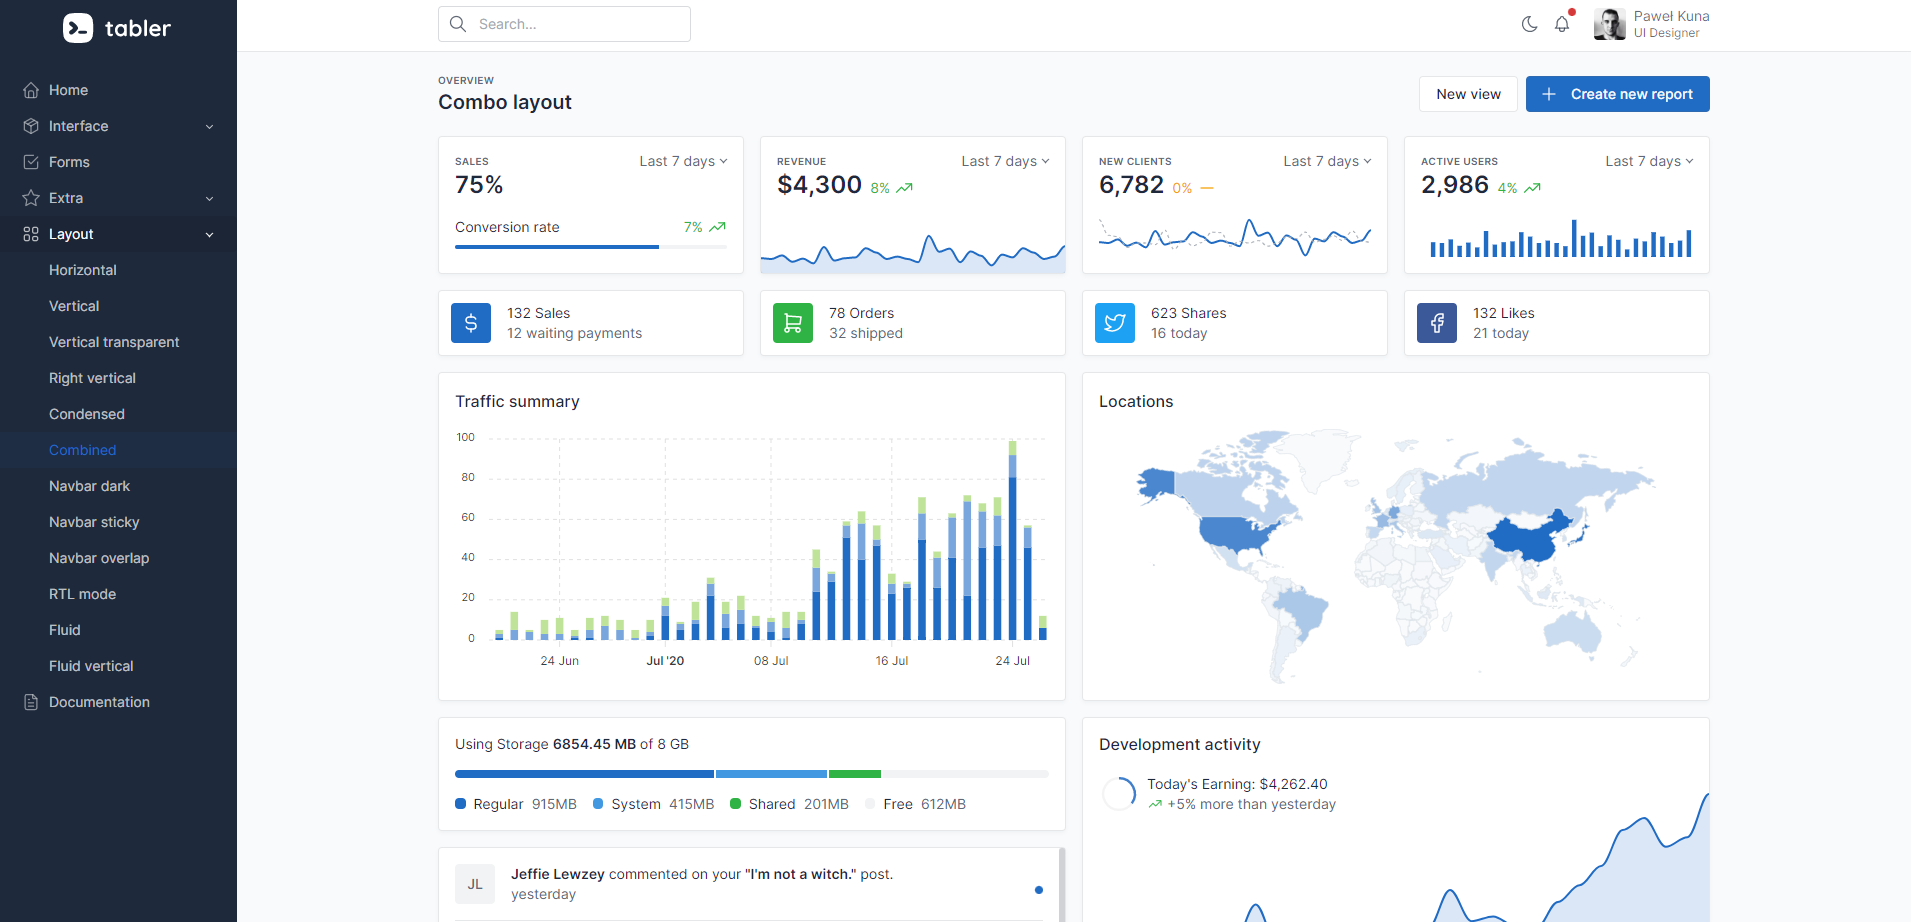 tabler
Home
Interface
Forms
Extra
Layout
Horizontal
Vertical
Vertical transparent
Right vertical
Condensed
Combined
Navbar dark
Navbar sticky
Navbar overlap
RTL mode
Fluid
Fluid vertical
Documentation
Search...
Paweł Kuna
UI Designer
OVERVIEW
Combo layout
New view
Create new report
SALES
Last 7 days
75%
Conversion rate
7%
REVENUE
Last 7 days
$4,300
8%
NEW CLIENTS
Last 7 days
6,782
0%
ACTIVE USERS
Last 7 days
2,986
4%
132 Sales
12 waiting payments
78 Orders
32 shipped
623 Shares
16 today
132 Likes
21 today
Traffic summary
100
80
60
40
20
0
24 Jun
Jul '20
08 Jul
16 Jul
24 Jul
Locations
Using Storage 6854.45 MB of 8 GB
Regular 915MB
System 415MB
Shared 201MB
Free 612MB
Development activity
Today's Earning: $4,262.40
+5% more than yesterday
JL
Jeffie Lewzey commented on your "I'm not a witch." post.
yesterday